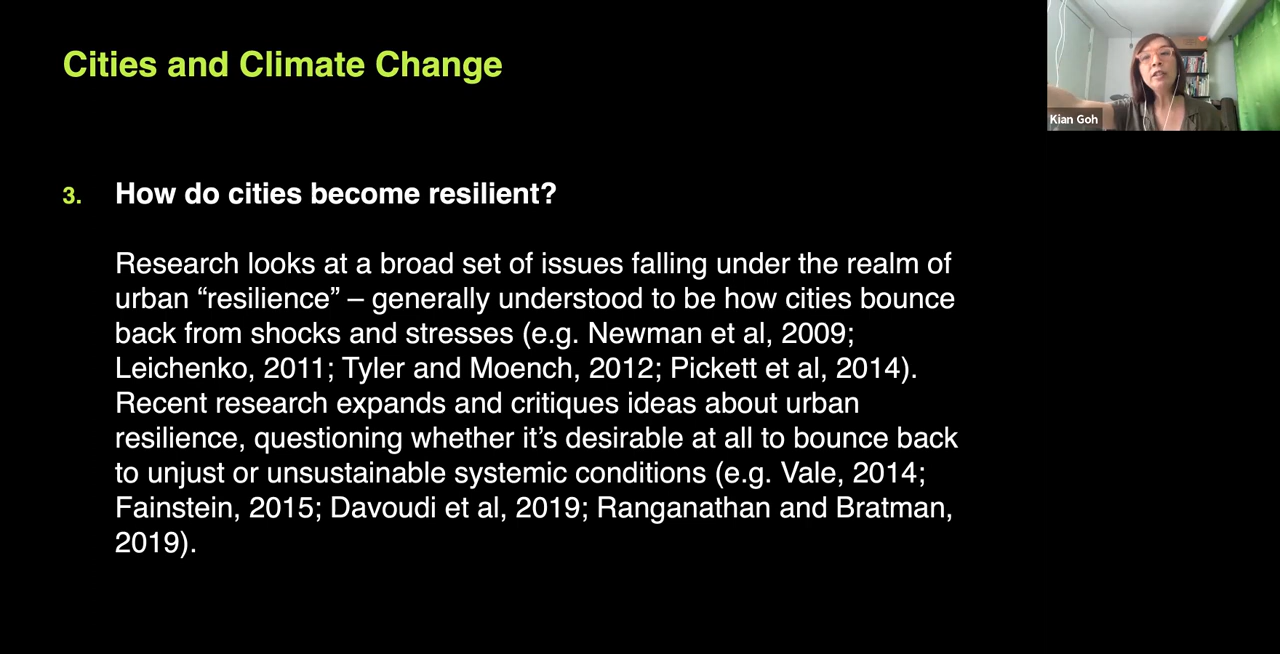 Cities and Climate Change
Kian Goh
3. How do cities become resilient?
Research looks at a broad set of issues falling under the realm of
urban “resilience” – generally understood to be how cities bounce
back from shocks and stresses (e.g. Newman et al, 2009;
Leichenko, 2011; Tyler and Moench, 2012; Pickett et al, 2014).
Recent research expands and critiques ideas about urban
resilience, questioning whether it’s desirable at all to bounce back
to unjust or unsustainable systemic conditions (e.g. Vale, 2014;
Fainstein, 2015; Davoudi et al, 2019; Ranganathan and Bratman,
2019).